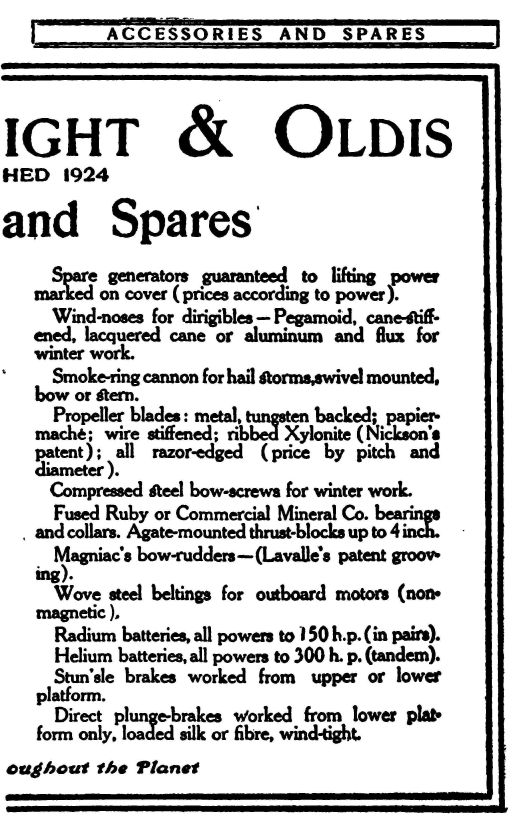 ACCESSORIES AND SPARES
IGHT & OLDIS
HED 1924
and Spares
Spare generators guaranteed to lifting power
marked on cover (prices according to power).
Wind-noses for dirigibles — Pegamoid, cane-stiff-
ened, lacquered cane or aluminum and flux for
winter work.
Smoke-ring cannon for hail storms, swivel mounted,
bow or stern.
Propeller blades: metal, tungsten backed; papier-
maché; wire stiffened; ribbed Xylonite (Nickson's
patent); all razor-edged (price by pitch and
diameter).
Compressed steel bow-screws for winter work.
Fused Ruby or Commercial Mineral Co. bearings
and collars. Agate-mounted thrust-blocks up to 4 inch.
Magniac's bow-rudders—(Lavalle's patent groov-
ing).
Wove steel beltings for outboard motors (non-
magnetic).
Radium batteries, all powers to 150 h.p. (in pairs).
Helium batteries, all powers to 300 h. p. (tandem).
Stun'sle brakes worked from upper or lower
platform.
Direct plunge-brakes worked from lower plat-
form only, loaded silk or fibre, wind-tight.
oughout the Planet